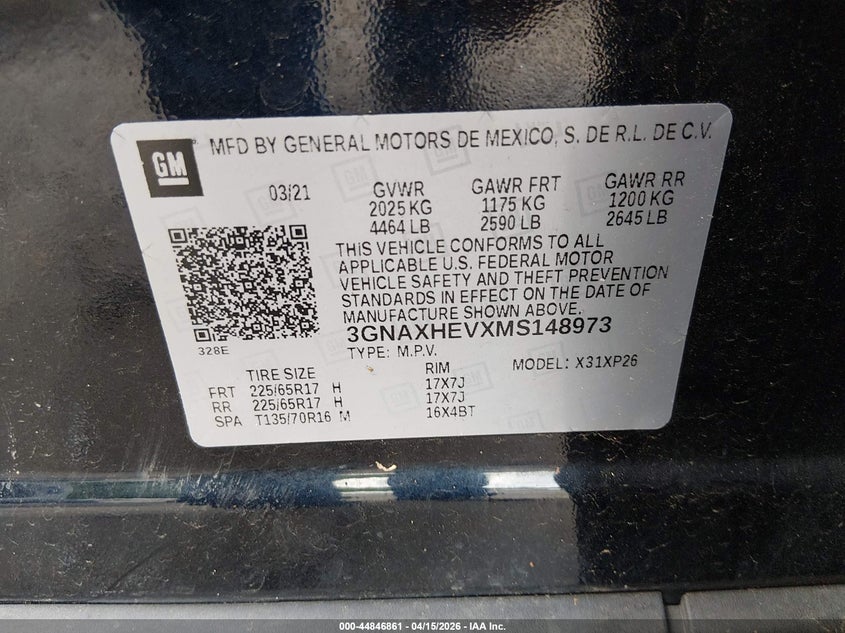 GM
MFD BY GENERAL MOTORS DE MEXICO, S. DE R.L. DE C.V.
03/21 GVWR GAWR FRT GAWR RR
2025 KG 1175 KG 1200 KG
4464 LB 2590 LB 2645 LB
THIS VEHICLE CONFORMS TO ALL
APPLICABLE U.S. FEDERAL MOTOR
VEHICLE SAFETY AND THEFT PREVENTION
STANDARDS IN EFFECT ON THE DATE OF
MANUFACTURE SHOWN ABOVE.
3GNAXHEVXMS148973
328E
TYPE: M.P.V. MODEL: X31XP26
TIRE SIZE RIM
FRT 225/65R17 H 17X7J
RR 225/65R17 H 17X7J
SPA T135/70R16 M 16X4BT
000-44846861 - 04/15/2026 - IAA Inc.